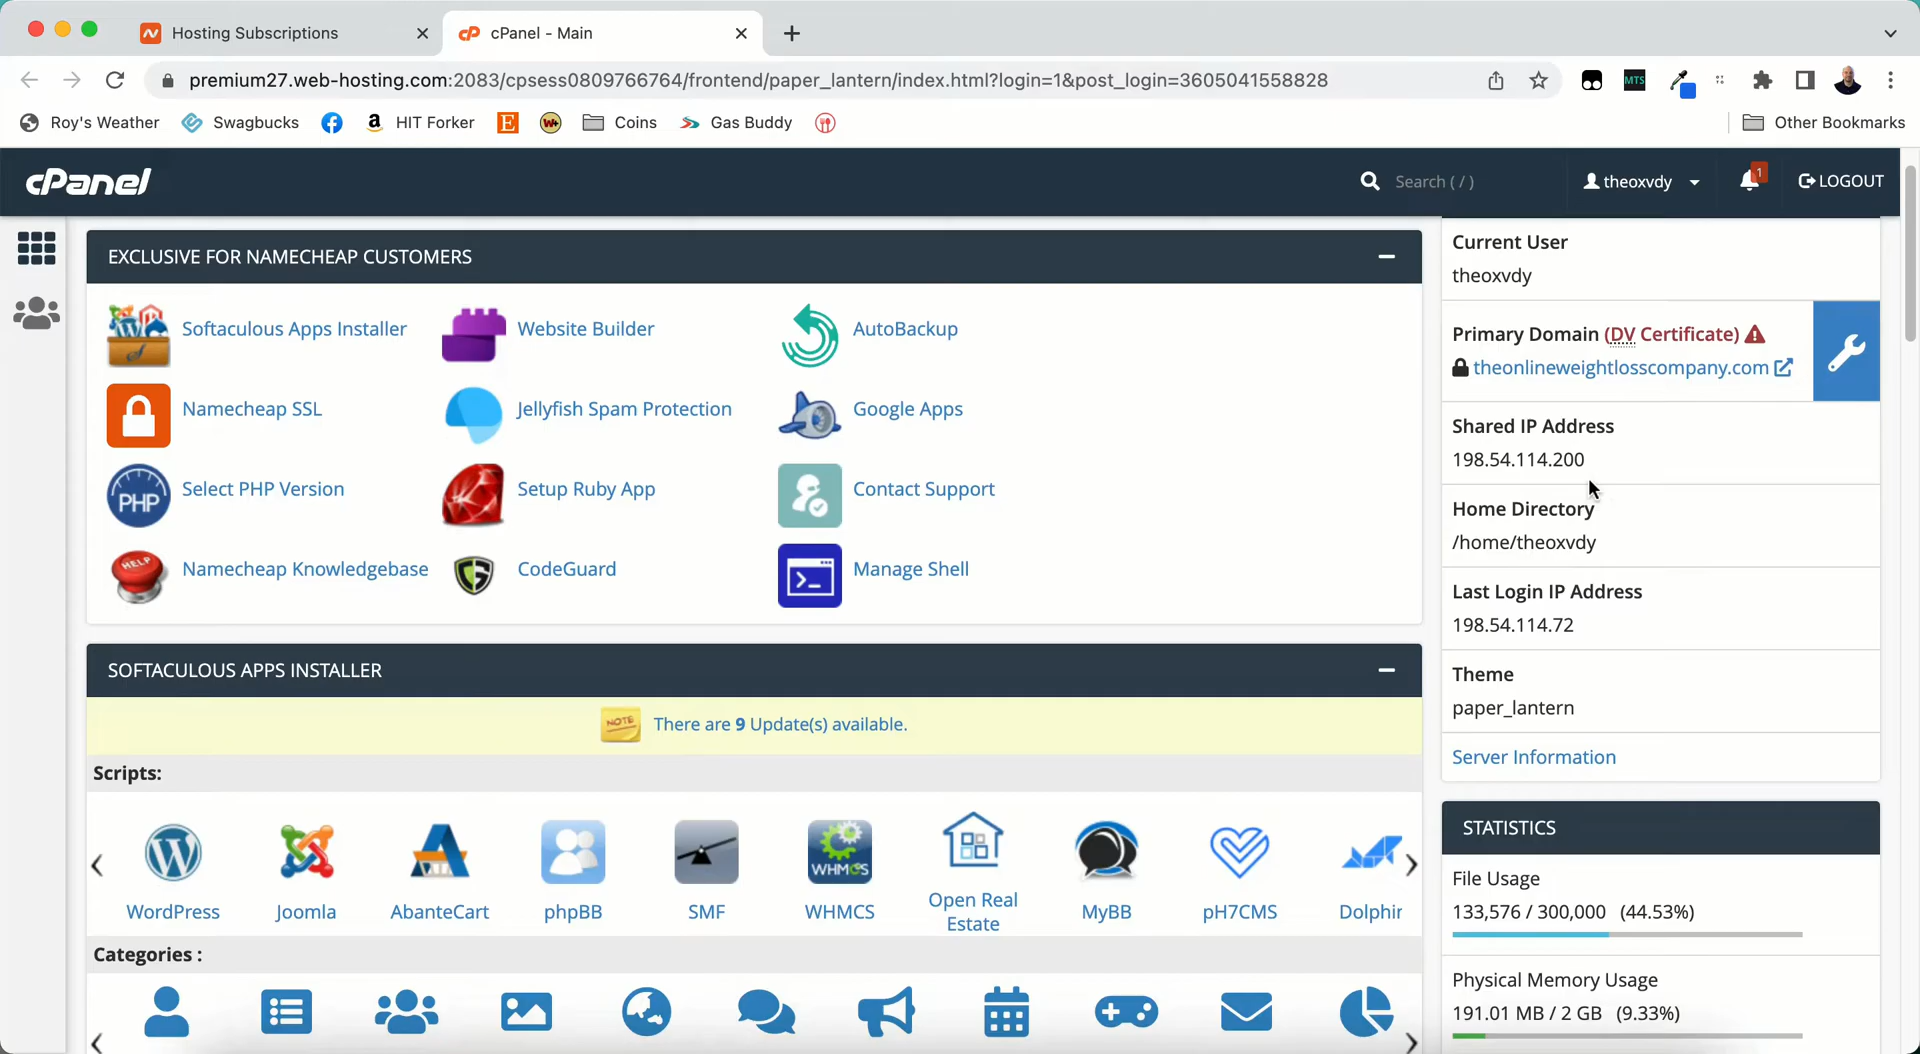 Hosting Subscriptions
cPanel - Main
premium27.web-hosting.com:2083/cpsess0809766764/frontend/paper_lantern/index.html?login=1&post_login=3605041558828
MTS
Roy's Weather
Swagbucks
a HIT Forker
E
W+
Coins
Gas Buddy
Other Bookmarks
cPanel
Search ( / )
theoxvdy
1
LOGOUT
EXCLUSIVE FOR NAMECHEAP CUSTOMERS
Softaculous Apps Installer
Website Builder
AutoBackup
Namecheap SSL
Jellyfish Spam Protection
Google Apps
PHP
Select PHP Version
Setup Ruby App
Contact Support
HELP
Namecheap Knowledgebase
CodeGuard
Manage Shell
Current User
theoxvdy
Primary Domain (DV Certificate)
theonlineweightlosscompany.com
Shared IP Address
198.54.114.200
Home Directory
/home/theoxvdy
Last Login IP Address
198.54.114.72
Theme
paper_lantern
Server Information
SOFTACULOUS APPS INSTALLER
NOTE
There are 9 Update(s) available.
Scripts:
WHMCS
WordPress
Joomla
AbanteCart
phpBB
SMF
WHMCS
Open Real
Estate
MyBB
pH7CMS
Dolphin
Categories :
STATISTICS
File Usage
133,576 / 300,000 (44.53%)
Physical Memory Usage
191.01 MB / 2 GB (9.33%)